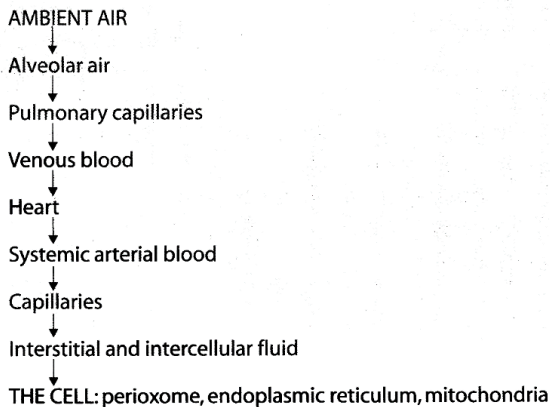 AMBIENT AIR
Alveolar air
Pulmonary capillaries
Venous blood
Heart
Systemic arterial blood
Capillaries
Interstitial and intercellular fluid
THE CELL: perioxome, endoplasmic reticulum, mitochondria